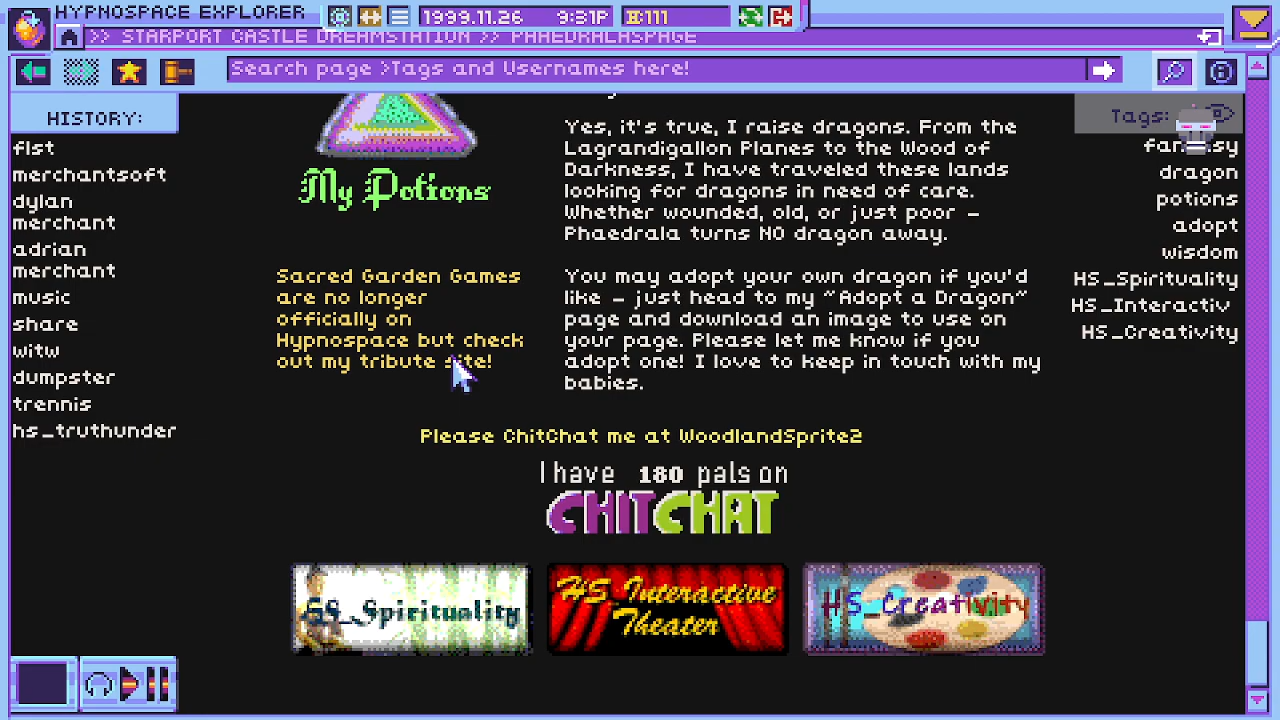 HYPNOSPACE EXPLORER
1999.11.26 9:31P
111
>> STARPORT CASTLE DREAMSTATION >> PHAEDRALASPAGE
Search page >Tags and Usernames here!
HISTORY:
f1st
merchantsoft
dylan
merchant
adrian
merchant
music
share
witw
dumpster
trennis
hs_truthunder
My Potions
Sacred Garden Games
are no longer
officially on
Hypnospace but check
out my tribute site!
Yes, it's true, I raise dragons. From the
Lagrandigallon Planes to the Wood of
Darkness, I have traveled these lands
looking for dragons in need of care.
Whether wounded, old, or just poor -
Phaedrala turns NO dragon away.
You may adopt your own dragon if you'd
like - just head to my "Adopt a Dragon"
page and download an image to use on
your page. Please let me know if you
adopt one! I love to keep in touch with my
babies.
Please ChitChat me at WoodlandSprite2
I have 180 pals on
CHITCHAT
HS_Spirituality
HS_Interactive
Theater
HS_Creativity
Tags:
fantasy
dragon
potions
adopt
wisdom
HS_Spirituality
HS_Interactiv
HS_Creativity